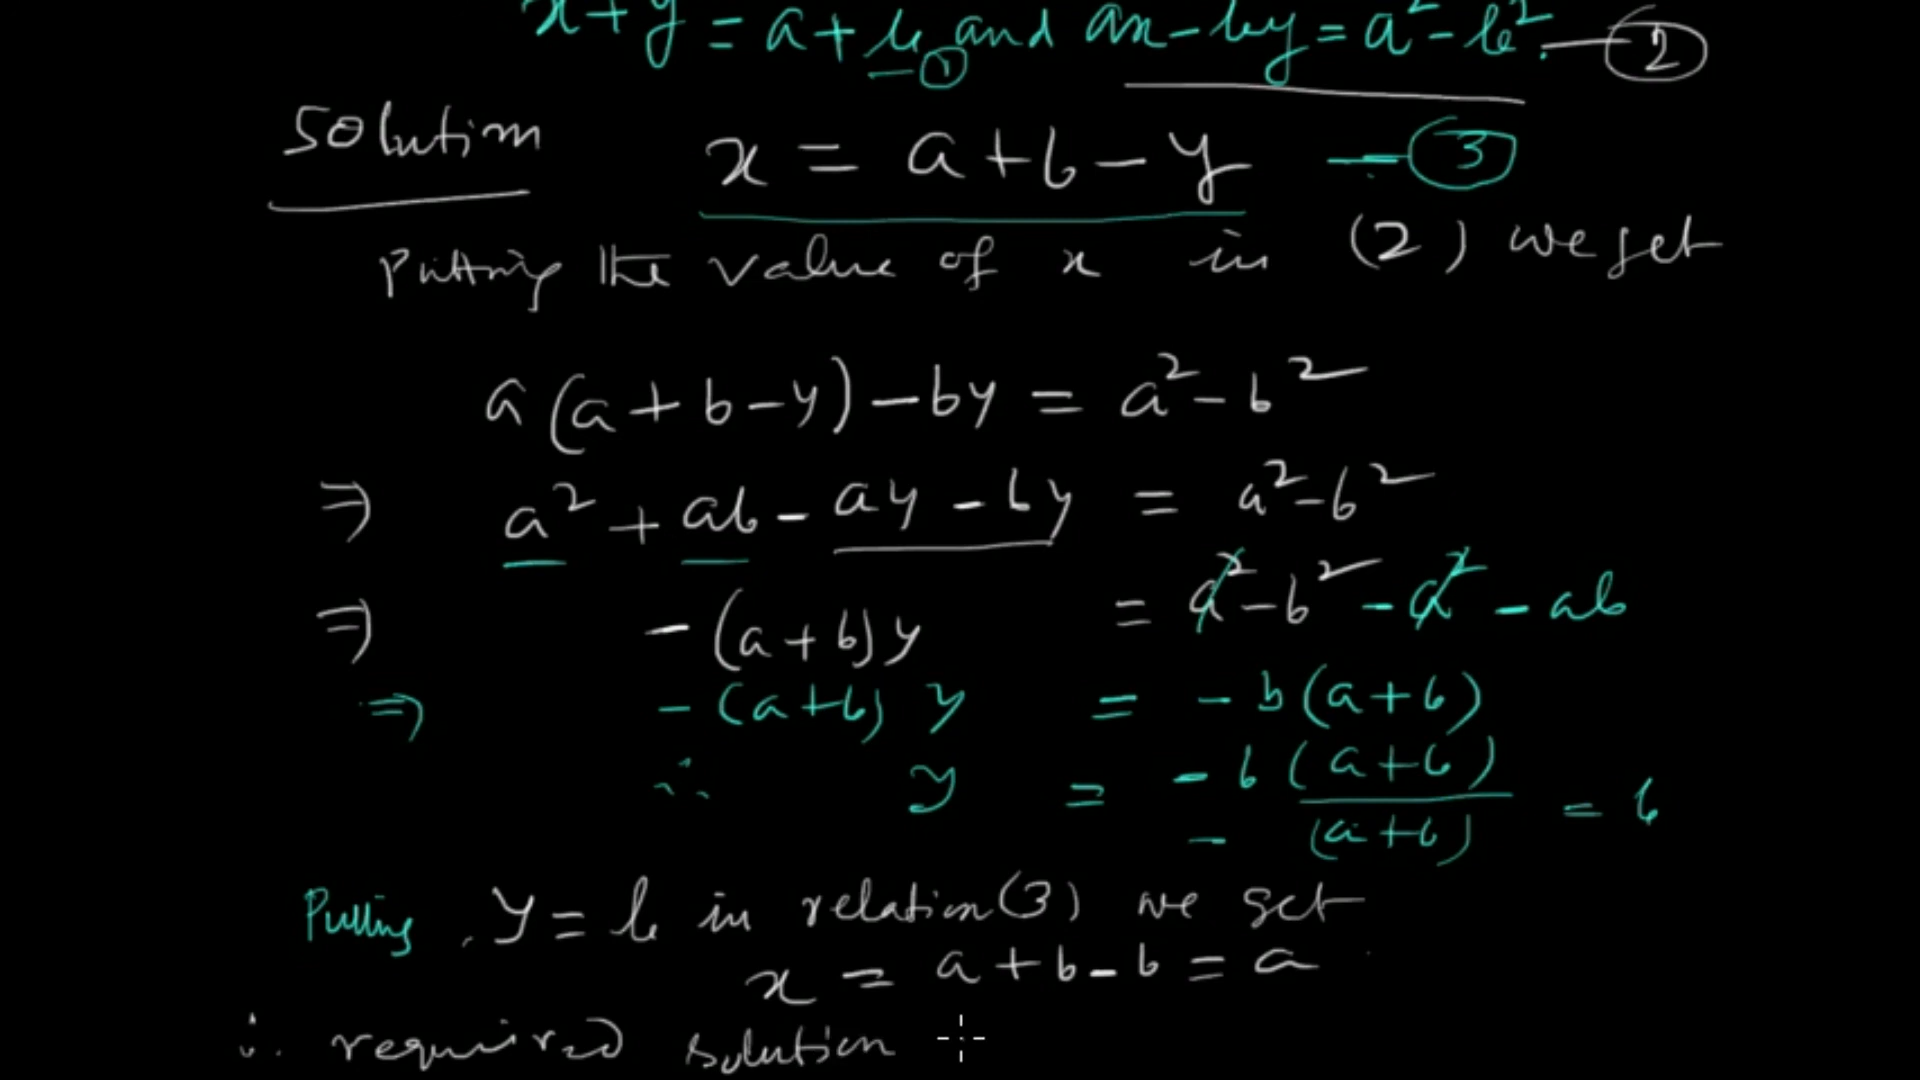 x + y = a + b —① and ax - by = a² - b². — ②
Solution x = a + b - y — ③
Putting the value of x in (2) we get
a (a + b - y) - by = a² - b²
⇒ a² + ab - ay - by = a² - b²
⇒ - (a + b) y = a² - b² - a² - ab
⇒ - (a + b) y = - b (a + b)
∴ y = - b (a + b) / - (a + b) = b
Putting, y = b in relation (3) we get
x = a + b - b = a
∴ required solution